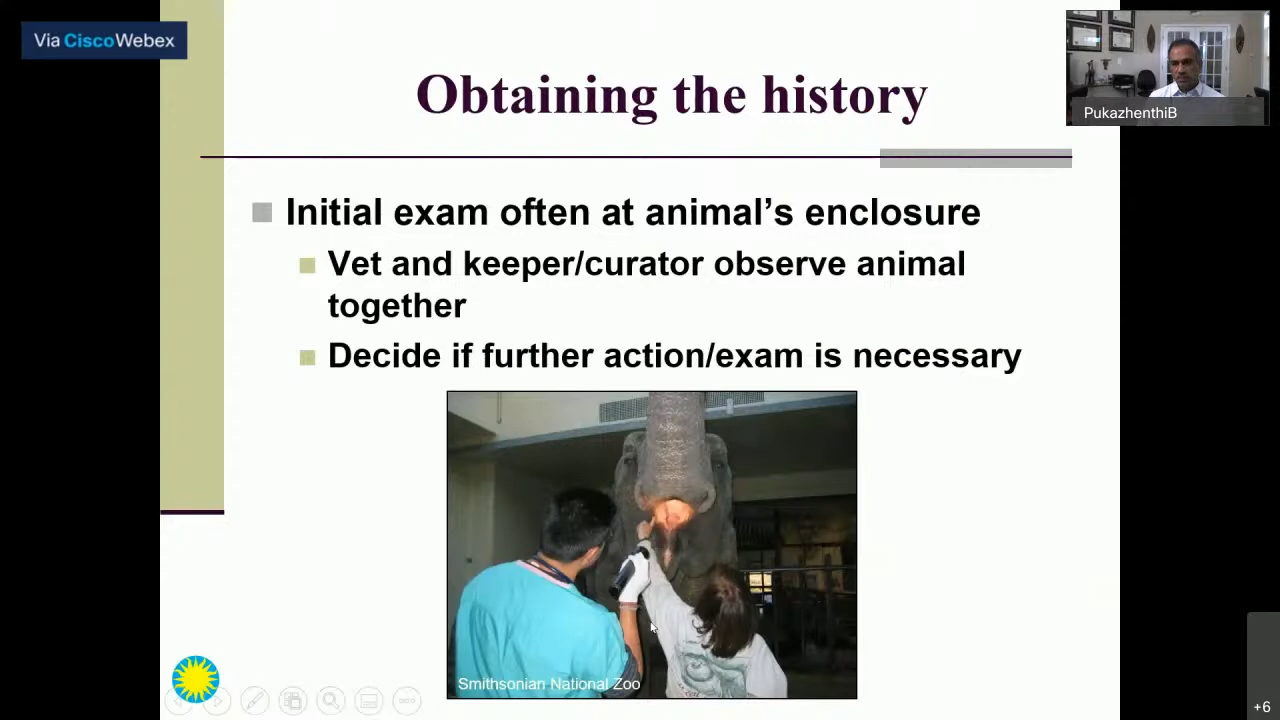 Via CiscoWebex
PukazhenthiB
Obtaining the history
Initial exam often at animal’s enclosure
Vet and keeper/curator observe animal
together
Decide if further action/exam is necessary
Smithsonian National Zoo
+6